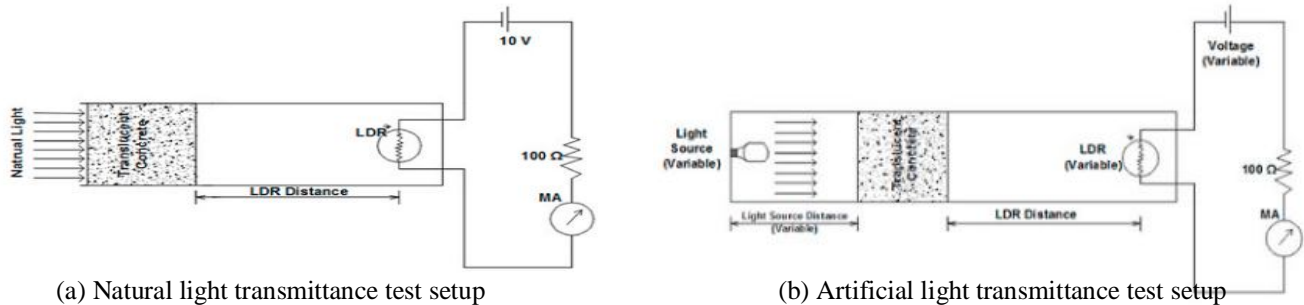 10 V
Natrual Light
Translucent
Concrete
LDR
100 Ω
MA
LDR Distance
(a) Natural light transmittance test setup
Voltage
(Variable)
Light
Source
(Variable)
Translucent
Concrete
LDR
(Variable)
100 Ω
MA
Light Source Distance
(Variable)
LDR Distance
(b) Artificial light transmittance test setup